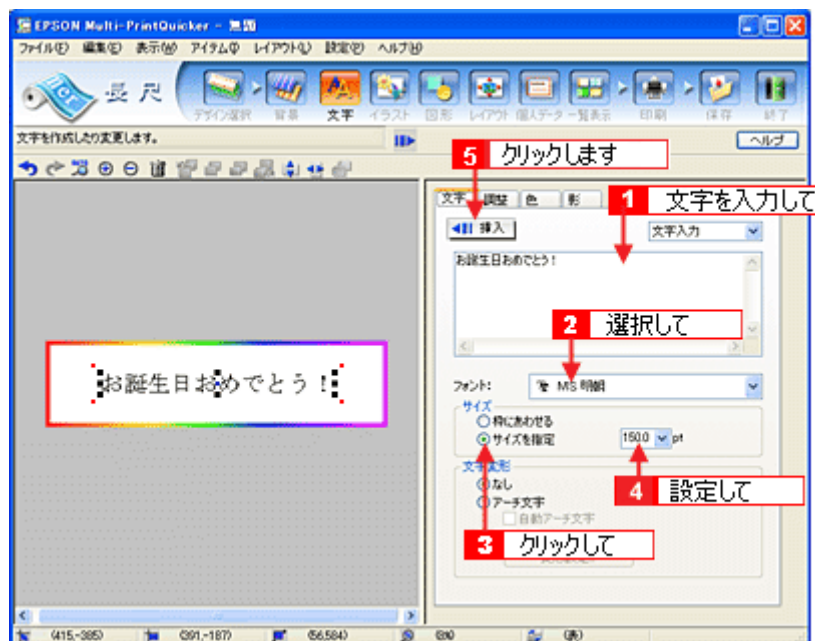 EPSON Multi-PrintQuicker - 無題
ファイル(F) 編集(E) 表示(W) アイテム(I) レイアウト(L) 設定(P) ヘルプ(H)
長尺
デザイン選択 背景 文字 イラスト 図形 レイアウト 個人データ 一覧表示 印刷 保存 終了
文字を作成したり変更します。
ヘルプ
5 クリックします
文字 調整 色 影
1 文字を入力して
挿入
文字入力
お誕生日おめでとう！
2 選択して
お誕生日おめでとう！
フォント: MS 明朝
サイズ
枠にあわせる
サイズを指定 150.0 pt
文字変形
なし
4 設定して
アーチ文字
自動アーチ文字
3 クリックして
(415,-385) (391,-187) (56,584) (表)